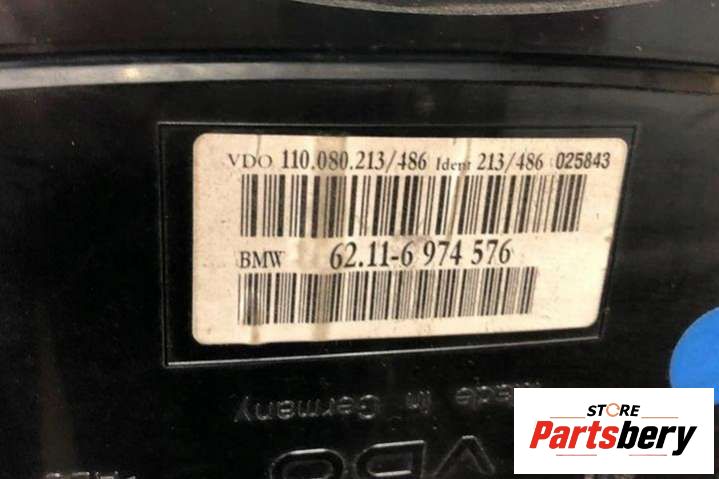 VDO 110.080.213/486 Ident 213/486 025843
BMW 62.11-6 974 576
Made in Germany
VDO
STORE
Partsbery